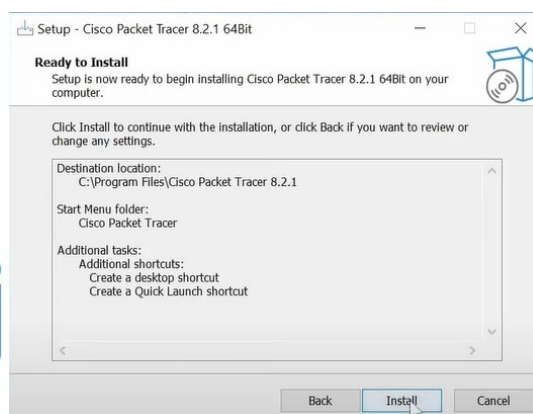 Setup - Cisco Packet Tracer 8.2.1 64Bit
Ready to Install
Setup is now ready to begin installing Cisco Packet Tracer 8.2.1 64Bit on your
computer.
Click Install to continue with the installation, or click Back if you want to review or
change any settings.
Destination location:
C:\Program Files\Cisco Packet Tracer 8.2.1
Start Menu folder:
Cisco Packet Tracer
Additional tasks:
Additional shortcuts:
Create a desktop shortcut
Create a Quick Launch shortcut
Back Install Cancel